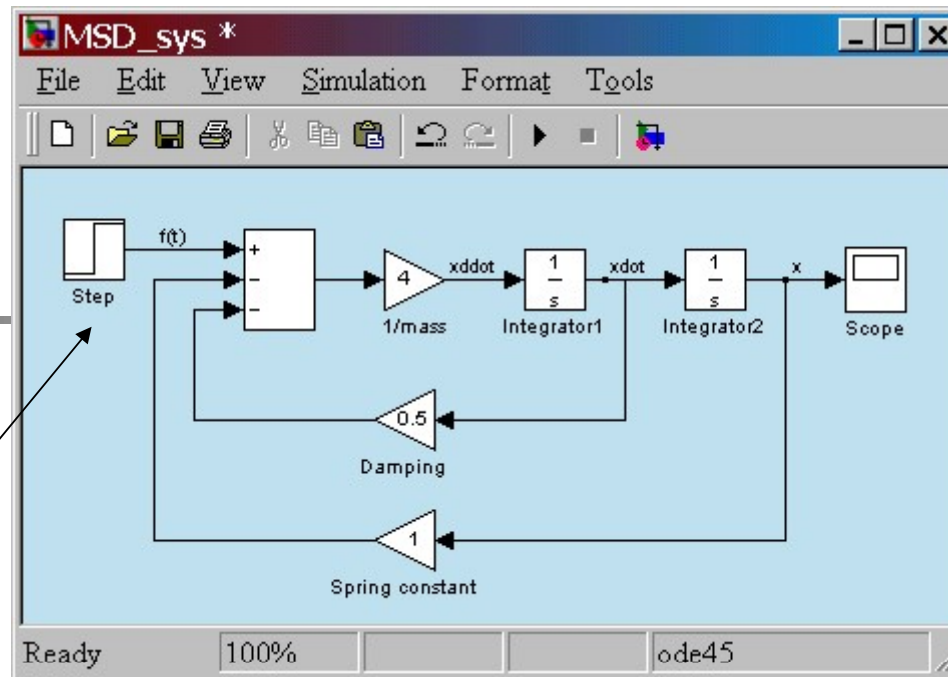 MSD_sys *
File Edit View Simulation Format Tools
f(t)
+
−
−
Step
4
1/mass
xddot
1
s
Integrator1
xdot
1
s
Integrator2
x
Scope
0.5
Damping
1
Spring constant
Ready 100% ode45